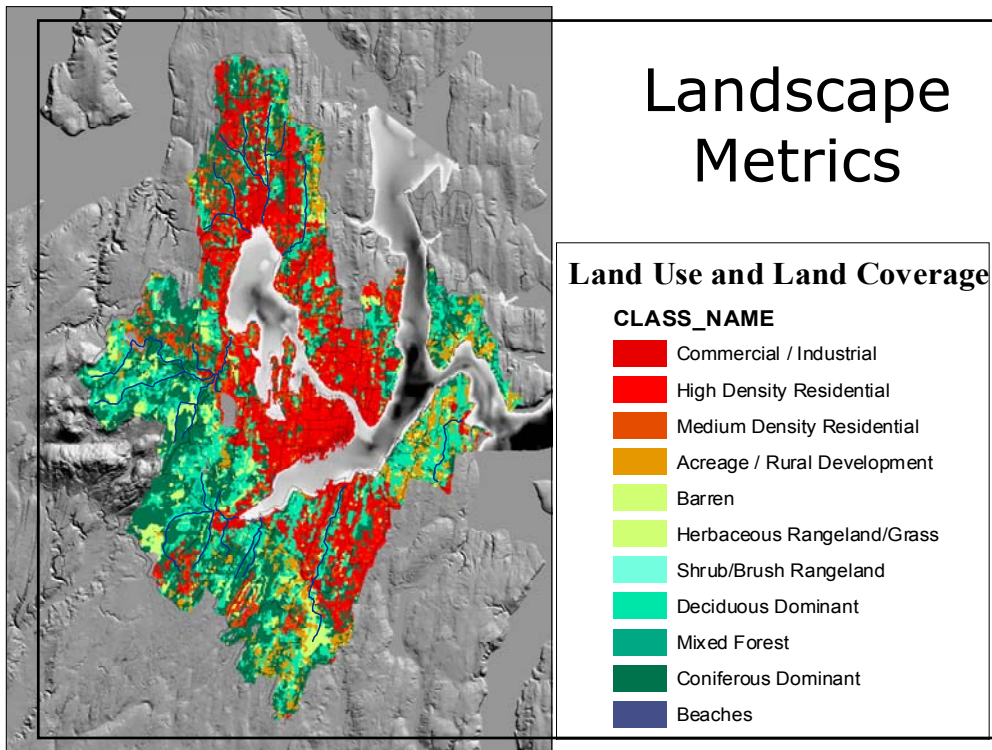 Landscape
Metrics
Land Use and Land Coverage
CLASS_NAME
Commercial / Industrial
High Density Residential
Medium Density Residential
Acreage / Rural Development
Barren
Herbaceous Rangeland/Grass
Shrub/Brush Rangeland
Deciduous Dominant
Mixed Forest
Coniferous Dominant
Beaches